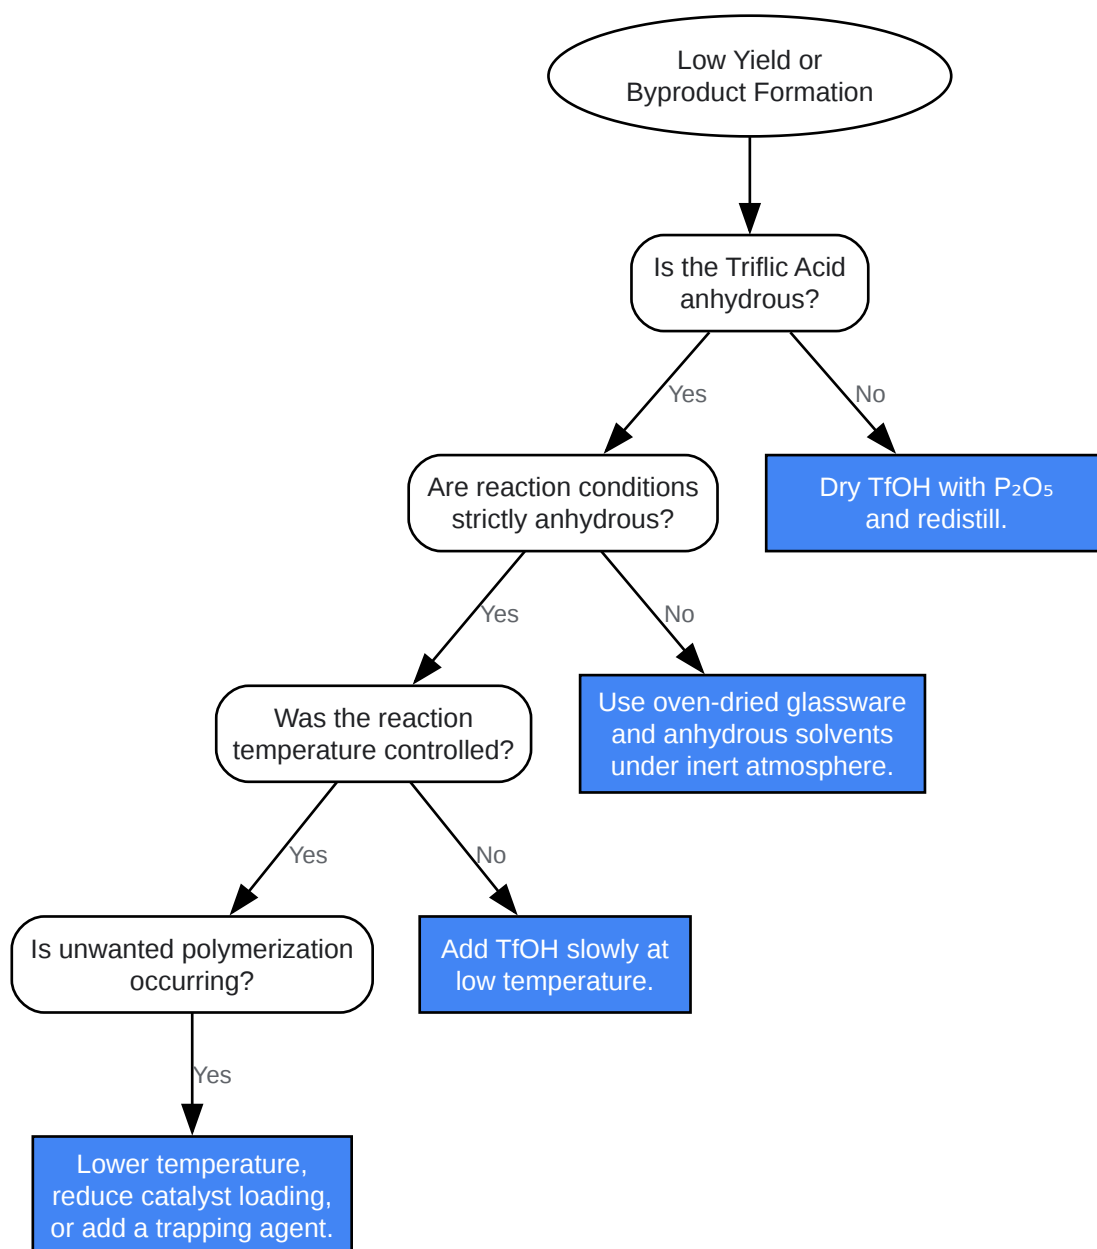 Low Yield or
Byproduct Formation
Is the Triflic Acid
anhydrous?
Yes
No
Are reaction conditions
strictly anhydrous?
Dry TfOH with P₂O₅
and redistill.
Yes
No
Was the reaction
temperature controlled?
Use oven-dried glassware
and anhydrous solvents
under inert atmosphere.
Yes
No
Is unwanted polymerization
occurring?
Add TfOH slowly at
low temperature.
Yes
Lower temperature,
reduce catalyst loading,
or add a trapping agent.